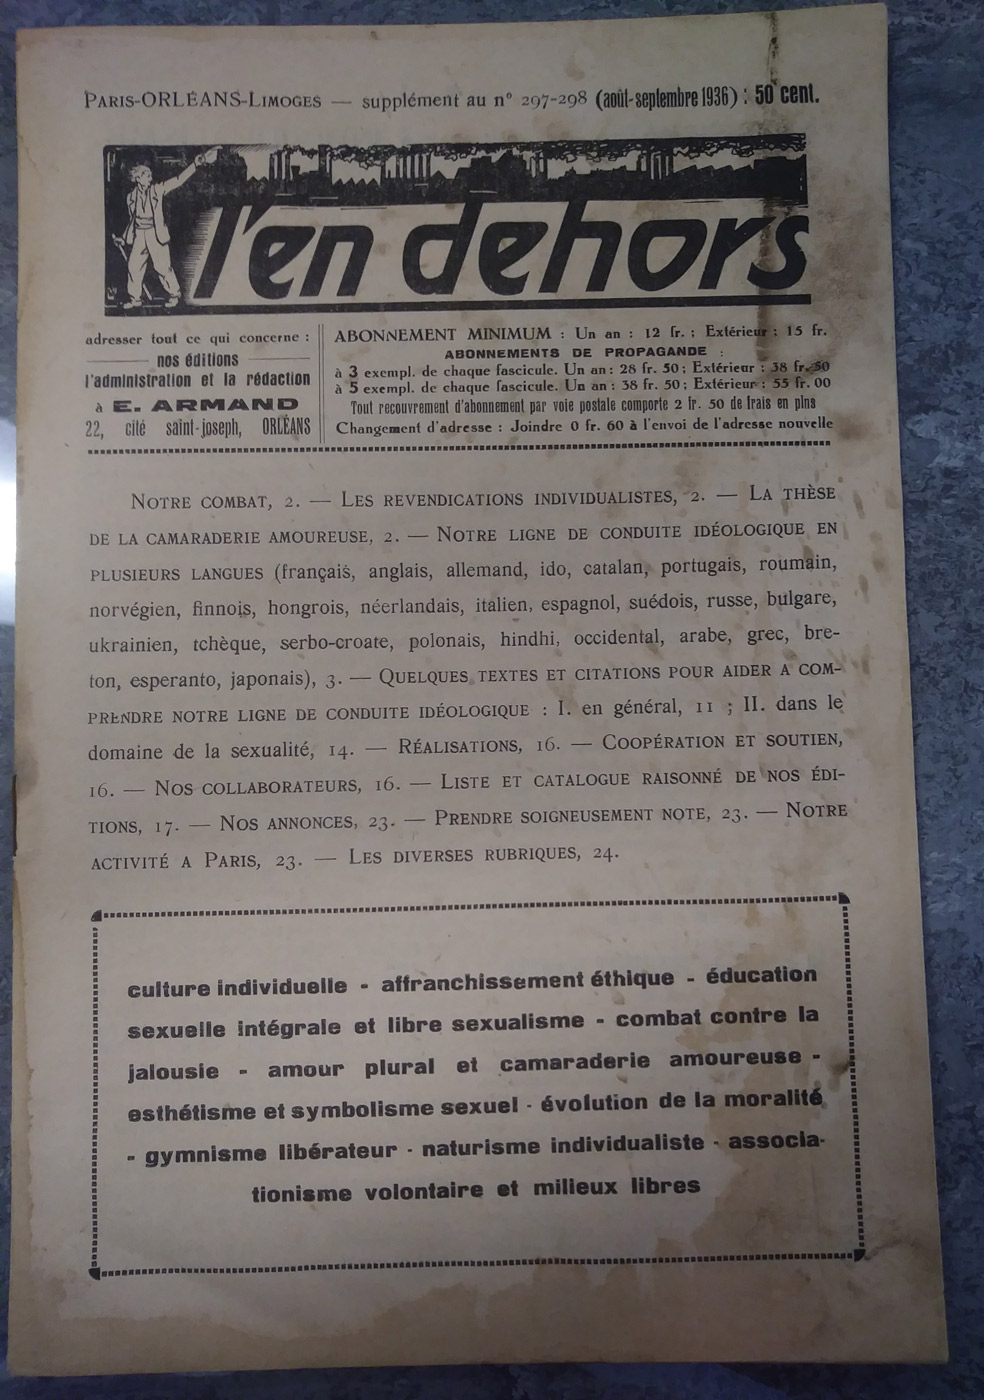 PARIS-ORLÉANS-LIMOGES — supplément au n° 297-298 (août-septembre 1936) : 50 cent.
l'en dehors
adresser tout ce qui concerne :
nos éditions
l'administration et la rédaction
à E. ARMAND
22, cité saint-joseph, ORLÉANS
ABONNEMENT MINIMUM : Un an : 12 fr. ; Extérieur : 15 fr.
ABONNEMENTS DE PROPAGANDE :
à 3 exempl. de chaque fascicule. Un an : 28 fr. 50 ; Extérieur : 38 fr. 50
à 5 exempl. de chaque fascicule. Un an : 38 fr. 50 ; Extérieur : 55 fr. 00
Tout recouvrement d'abonnement par voie postale comporte 2 fr. 50 de frais en plus
Changement d'adresse : Joindre 0 fr. 60 à l'envoi de l'adresse nouvelle
NOTRE COMBAT, 2. — LES REVENDICATIONS INDIVIDUALISTES, 2. — LA THÈSE
DE LA CAMARADERIE AMOUREUSE, 2. — NOTRE LIGNE DE CONDUITE IDÉOLOGIQUE EN
PLUSIEURS LANGUES (français, anglais, allemand, ido, catalan, portugais, roumain,
norvégien, finnois, hongrois, néerlandais, italien, espagnol, suédois, russe, bulgare,
ukrainien, tchèque, serbo-croate, polonais, hindhi, occidental, arabe, grec, bre-
ton, esperanto, japonais), 3. — QUELQUES TEXTES ET CITATIONS POUR AIDER A COM-
PRENDRE NOTRE LIGNE DE CONDUITE IDÉOLOGIQUE : I. en général, 11 ; II. dans le
domaine de la sexualité, 14. — RÉALISATIONS, 16. — COOPÉRATION ET SOUTIEN,
16. — NOS COLLABORATEURS, 16. — LISTE ET CATALOGUE RAISONNÉ DE NOS ÉDI-
TIONS, 17. — NOS ANNONCES, 23. — PRENDRE SOIGNEUSEMENT NOTE, 23. — NOTRE
ACTIVITÉ A PARIS, 23. — LES DIVERSES RUBRIQUES, 24.
culture individuelle - affranchissement éthique - éducation
sexuelle intégrale et libre sexualisme - combat contre la
jalousie - amour plural et camaraderie amoureuse -
esthétisme et symbolisme sexuel - évolution de la moralité
- gymnisme libérateur - naturisme individualiste - associa-
tionisme volontaire et milieux libres